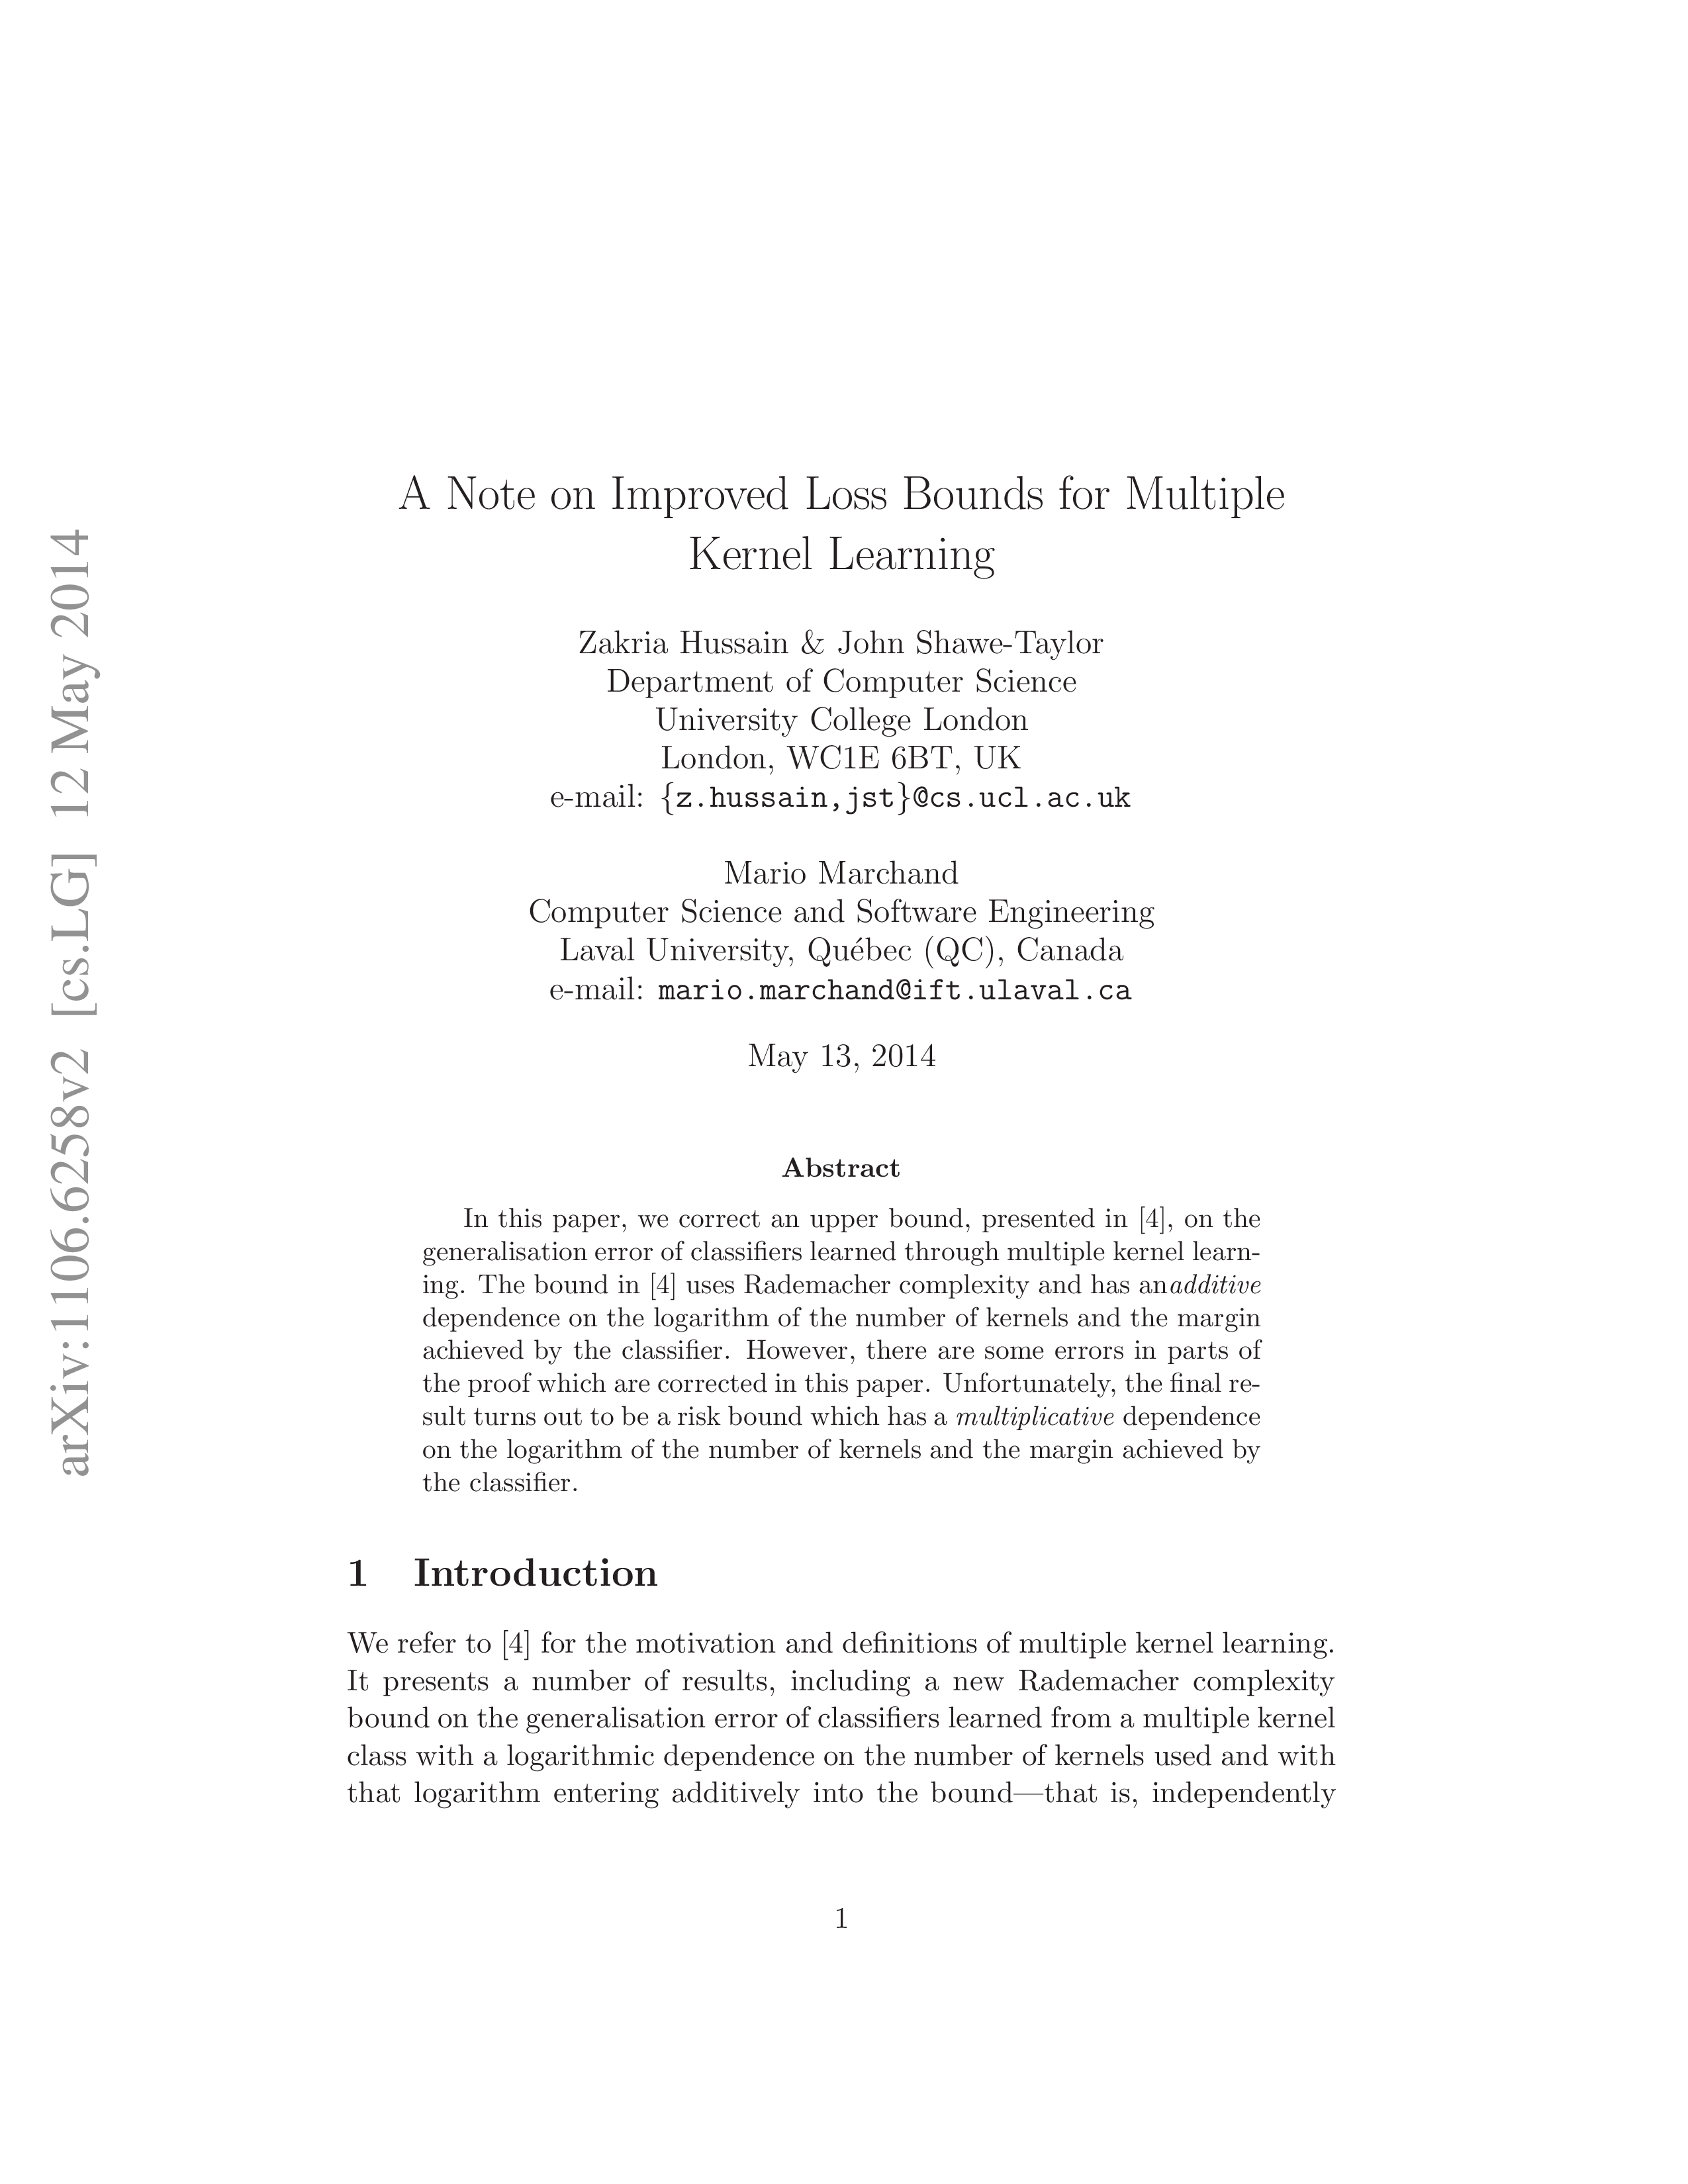 arXiv:1106.6258v2 [cs.LG] 12 May 2014
A Note on Improved Loss Bounds for Multiple
Kernel Learning
Zakria Hussain & John Shawe-Taylor
Department of Computer Science
University College London
London, WC1E 6BT, UK
e-mail: {z.hussain,jst}@cs.ucl.ac.uk
Mario Marchand
Computer Science and Software Engineering
Laval University, Québec (QC), Canada
e-mail: mario.marchand@ift.ulaval.ca
May 13, 2014
Abstract
In this paper, we correct an upper bound, presented in [4], on the
generalisation error of classifiers learned through multiple kernel learn-
ing. The bound in [4] uses Rademacher complexity and has anadditive
dependence on the logarithm of the number of kernels and the margin
achieved by the classifier. However, there are some errors in parts of
the proof which are corrected in this paper. Unfortunately, the final re-
sult turns out to be a risk bound which has a multiplicative dependence
on the logarithm of the number of kernels and the margin achieved by
the classifier.
1 Introduction
We refer to [4] for the motivation and definitions of multiple kernel learning.
It presents a number of results, including a new Rademacher complexity
bound on the generalisation error of classifiers learned from a multiple kernel
class with a logarithmic dependence on the number of kernels used and with
that logarithm entering additively into the bound—that is, independently
1